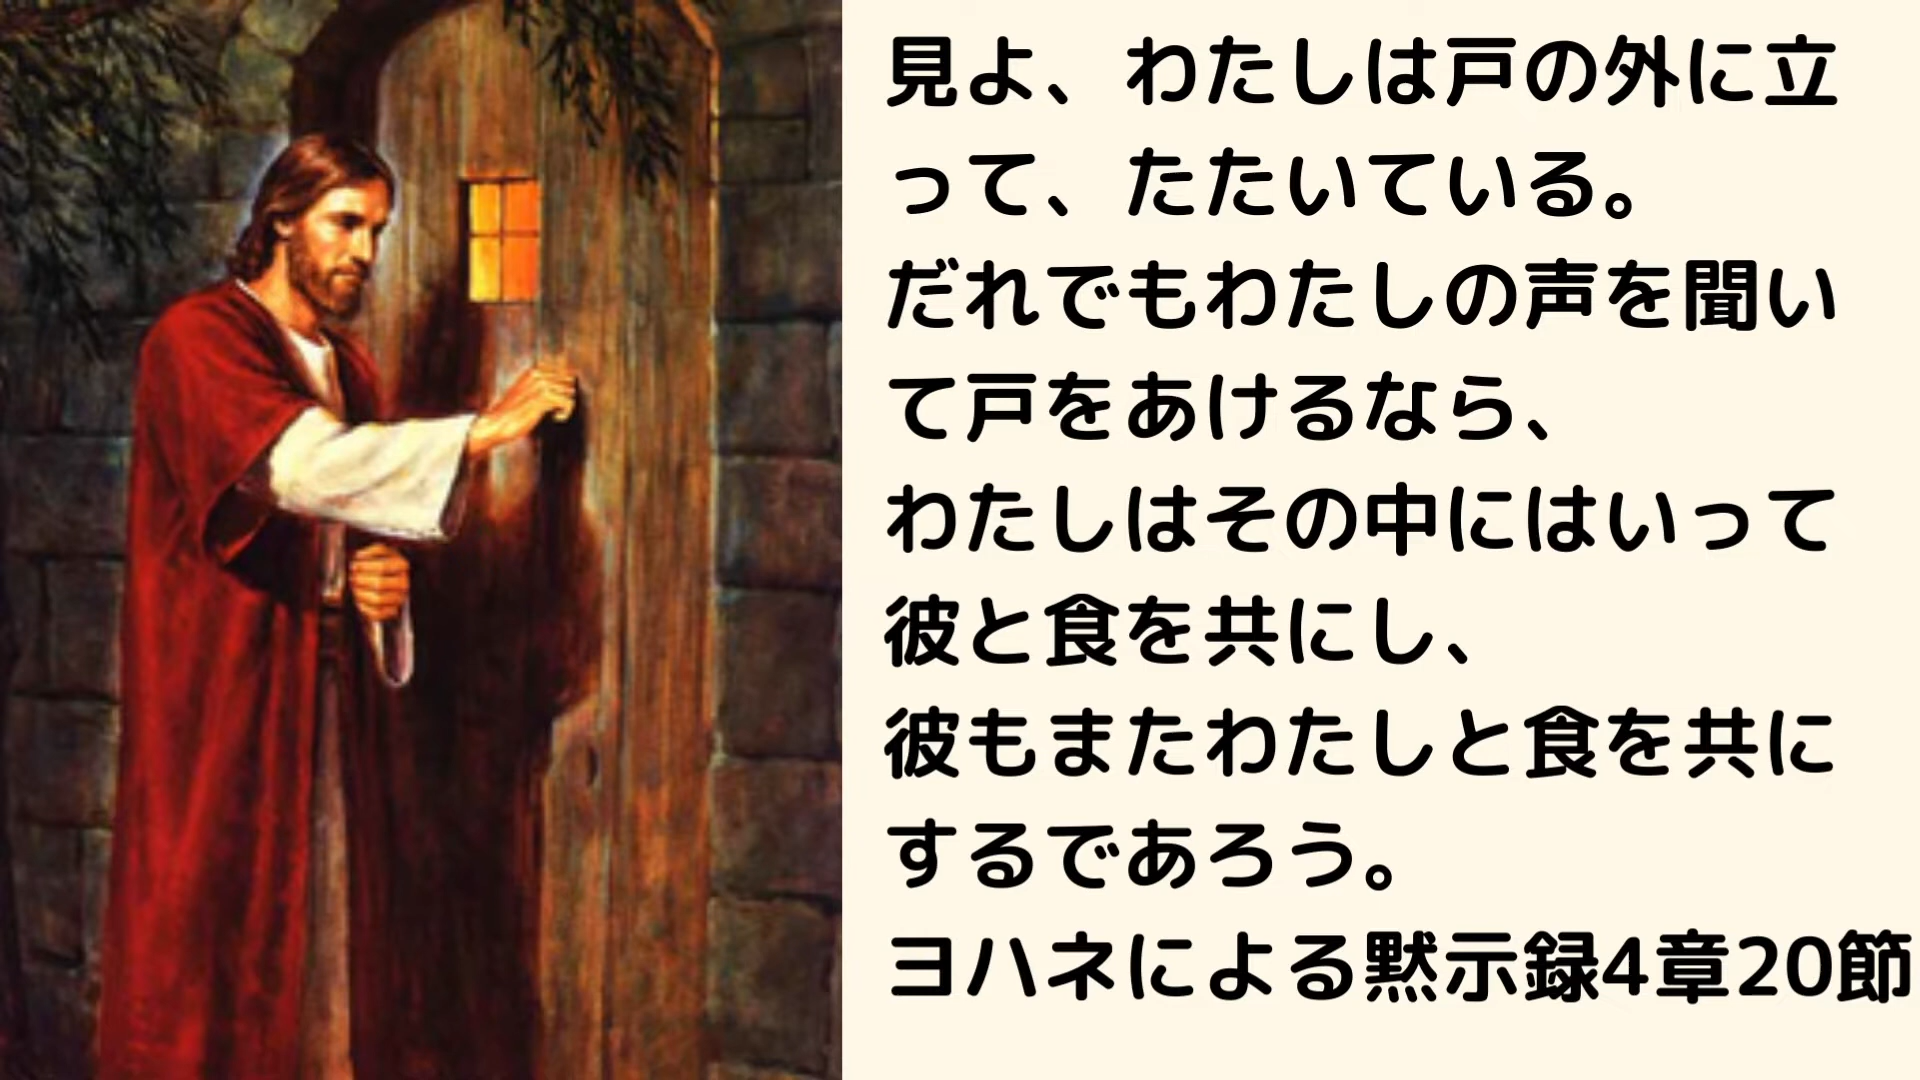 見よ、わたしは戸の外に立
って、たたいている。
だれでもわたしの声を聞い
て戸をあけるなら、
わたしはその中にはいって
彼と食を共にし、
彼もまたわたしと食を共に
するであろう。
ヨハネによる黙示録4章20節